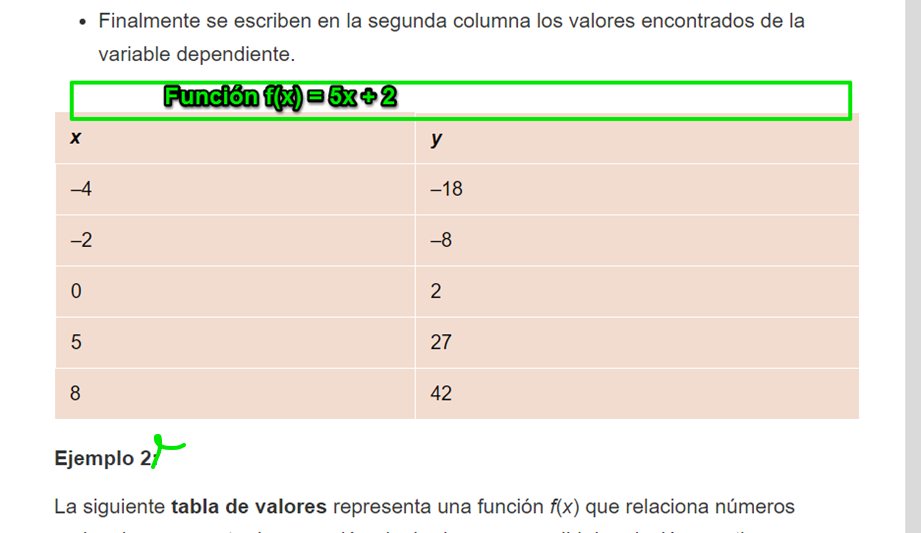 • Finalmente se escriben en la segunda columna los valores encontrados de la
variable dependiente.
Función f(x) = 5x + 2
x y
–4 –18
–2 –8
0 2
5 27
8 42
Ejemplo 2:
La siguiente tabla de valores representa una función f(x) que relaciona números